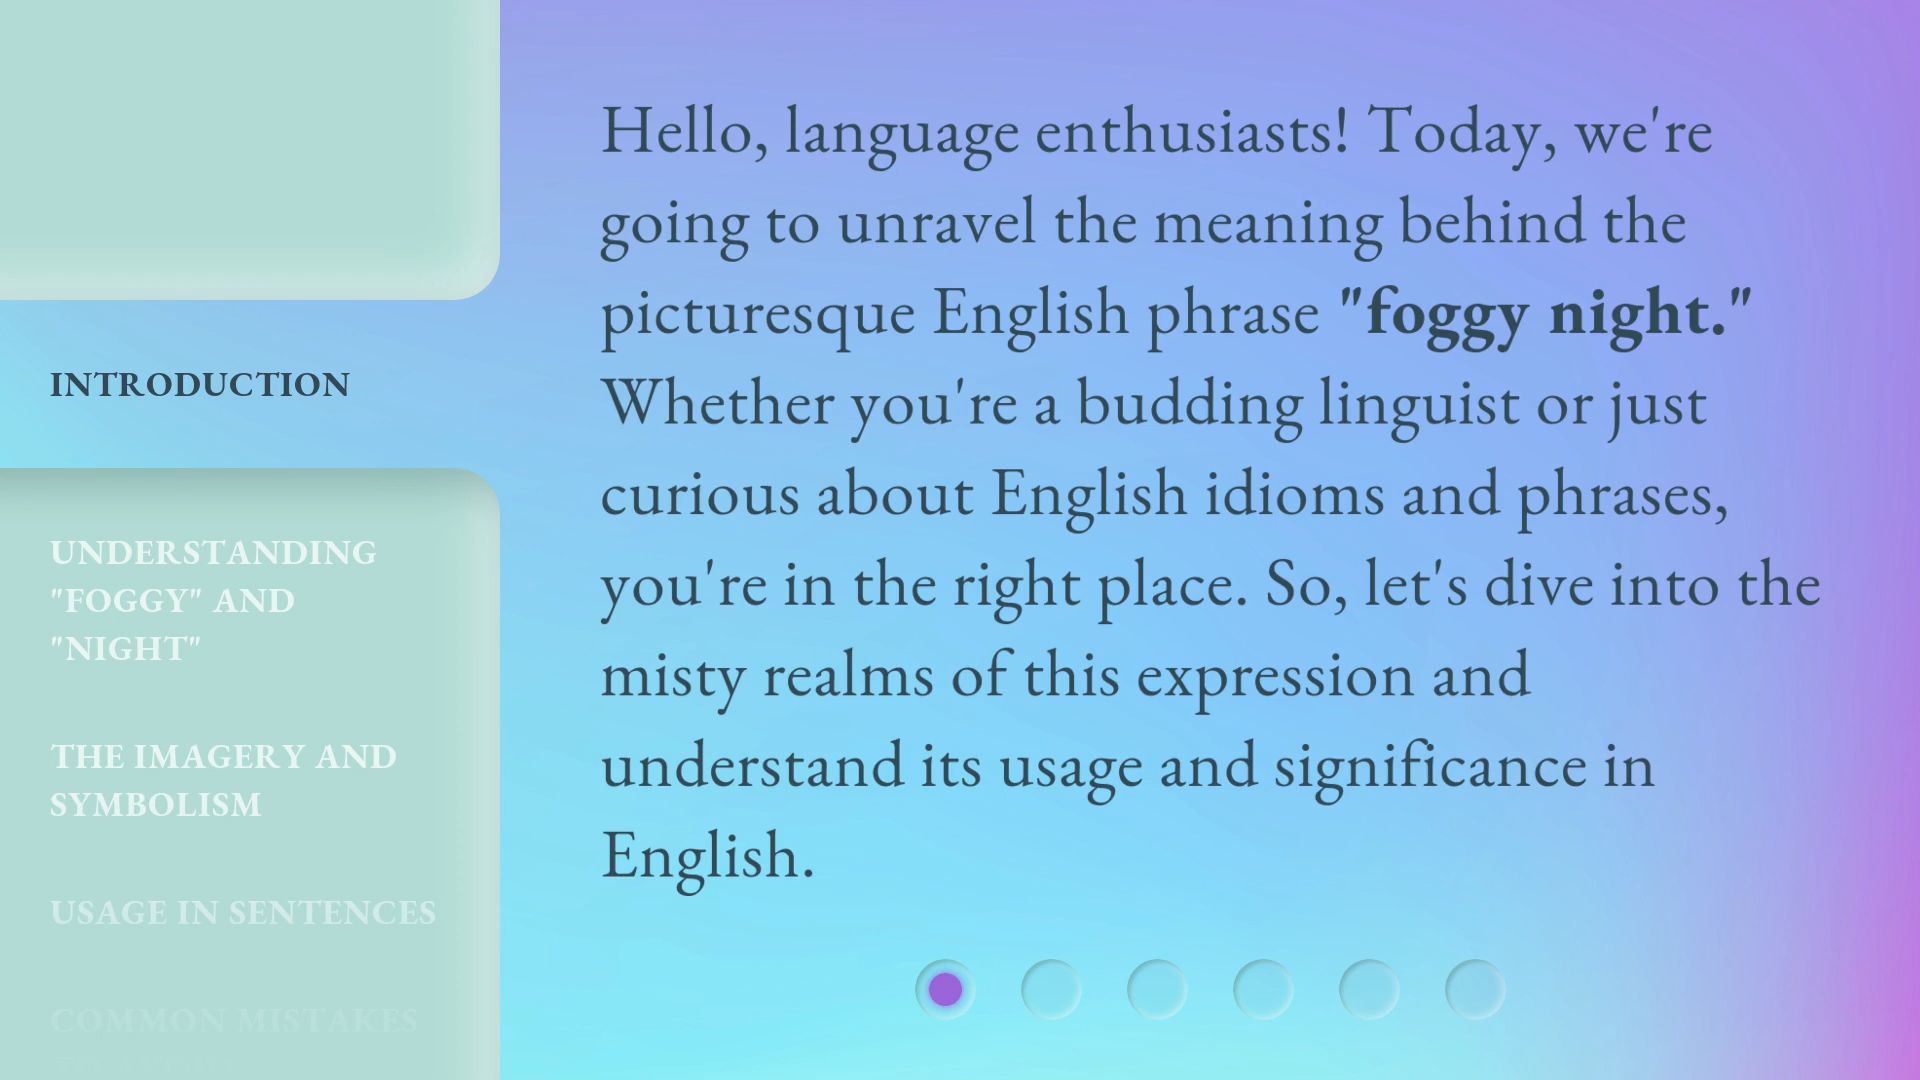 INTRODUCTION
UNDERSTANDING
"FOGGY" AND
"NIGHT"
THE IMAGERY AND
SYMBOLISM
USAGE IN SENTENCES
COMMON MISTAKES
Hello, language enthusiasts! Today, we're
going to unravel the meaning behind the
picturesque English phrase "foggy night."
Whether you're a budding linguist or just
curious about English idioms and phrases,
you're in the right place. So, let's dive into the
misty realms of this expression and
understand its usage and significance in
English.